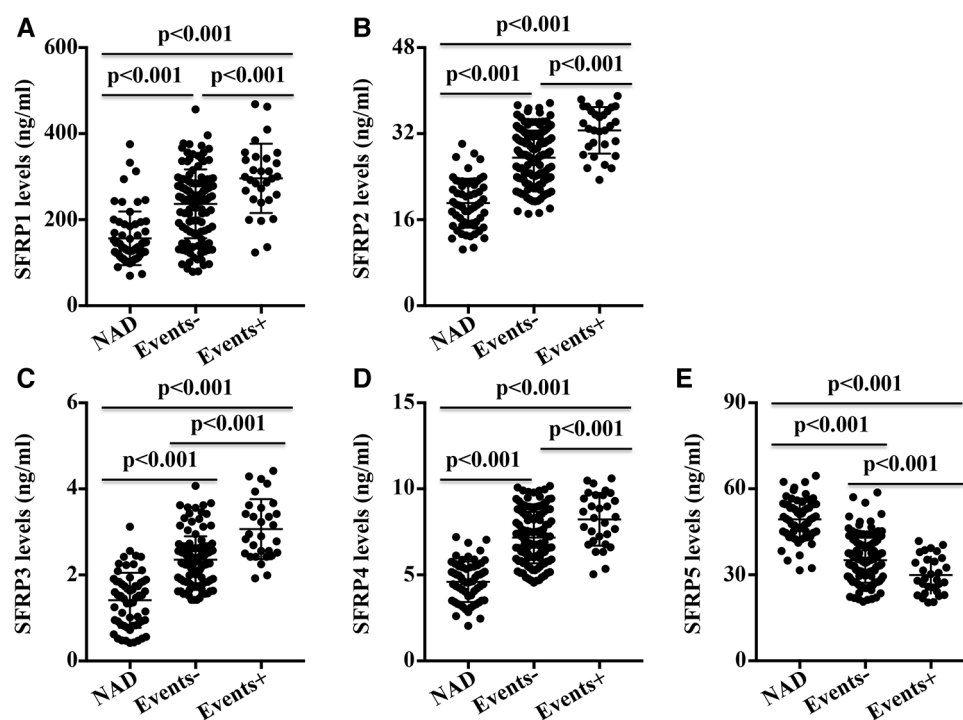 A
p<0.001
p<0.001
p<0.001
SFRP1 levels (ng/ml)
600
400
200
0
NAD
Events-
Events+
B
p<0.001
p<0.001
p<0.001
SFRP2 levels (ng/ml)
48
32
16
0
NAD
Events-
Events+
C
p<0.001
p<0.001
p<0.001
SFRP3 levels (ng/ml)
6
4
2
0
NAD
Events-
Events+
D
p<0.001
p<0.001
p<0.001
SFRP4 levels (ng/ml)
15
10
5
0
NAD
Events-
Events+
E
p<0.001
p<0.001
p<0.001
SFRP5 levels (ng/ml)
90
60
30
0
NAD
Events-
Events+